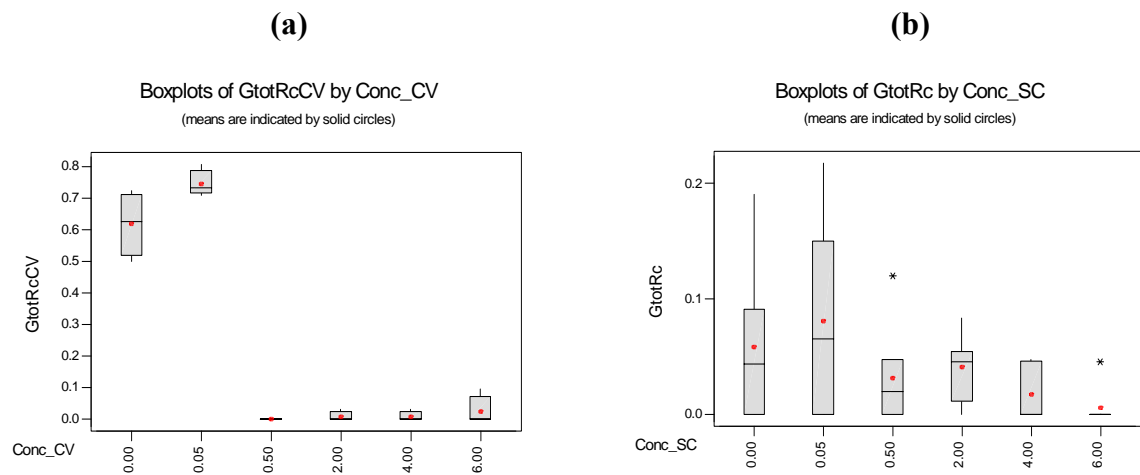 (a)
Boxplots of GtotRcCV by Conc_CV
(means are indicated by solid circles)
0.8
0.7
0.6
0.5
0.4
0.3
0.2
0.1
0.0
GtotRcCV
Conc_CV
0.00
0.05
0.50
2.00
4.00
6.00
(b)
Boxplots of GtotRc by Conc_SC
(means are indicated by solid circles)
0.2
0.1
0.0
GtotRc
Conc_SC
0.00
0.05
0.50
2.00
4.00
6.00